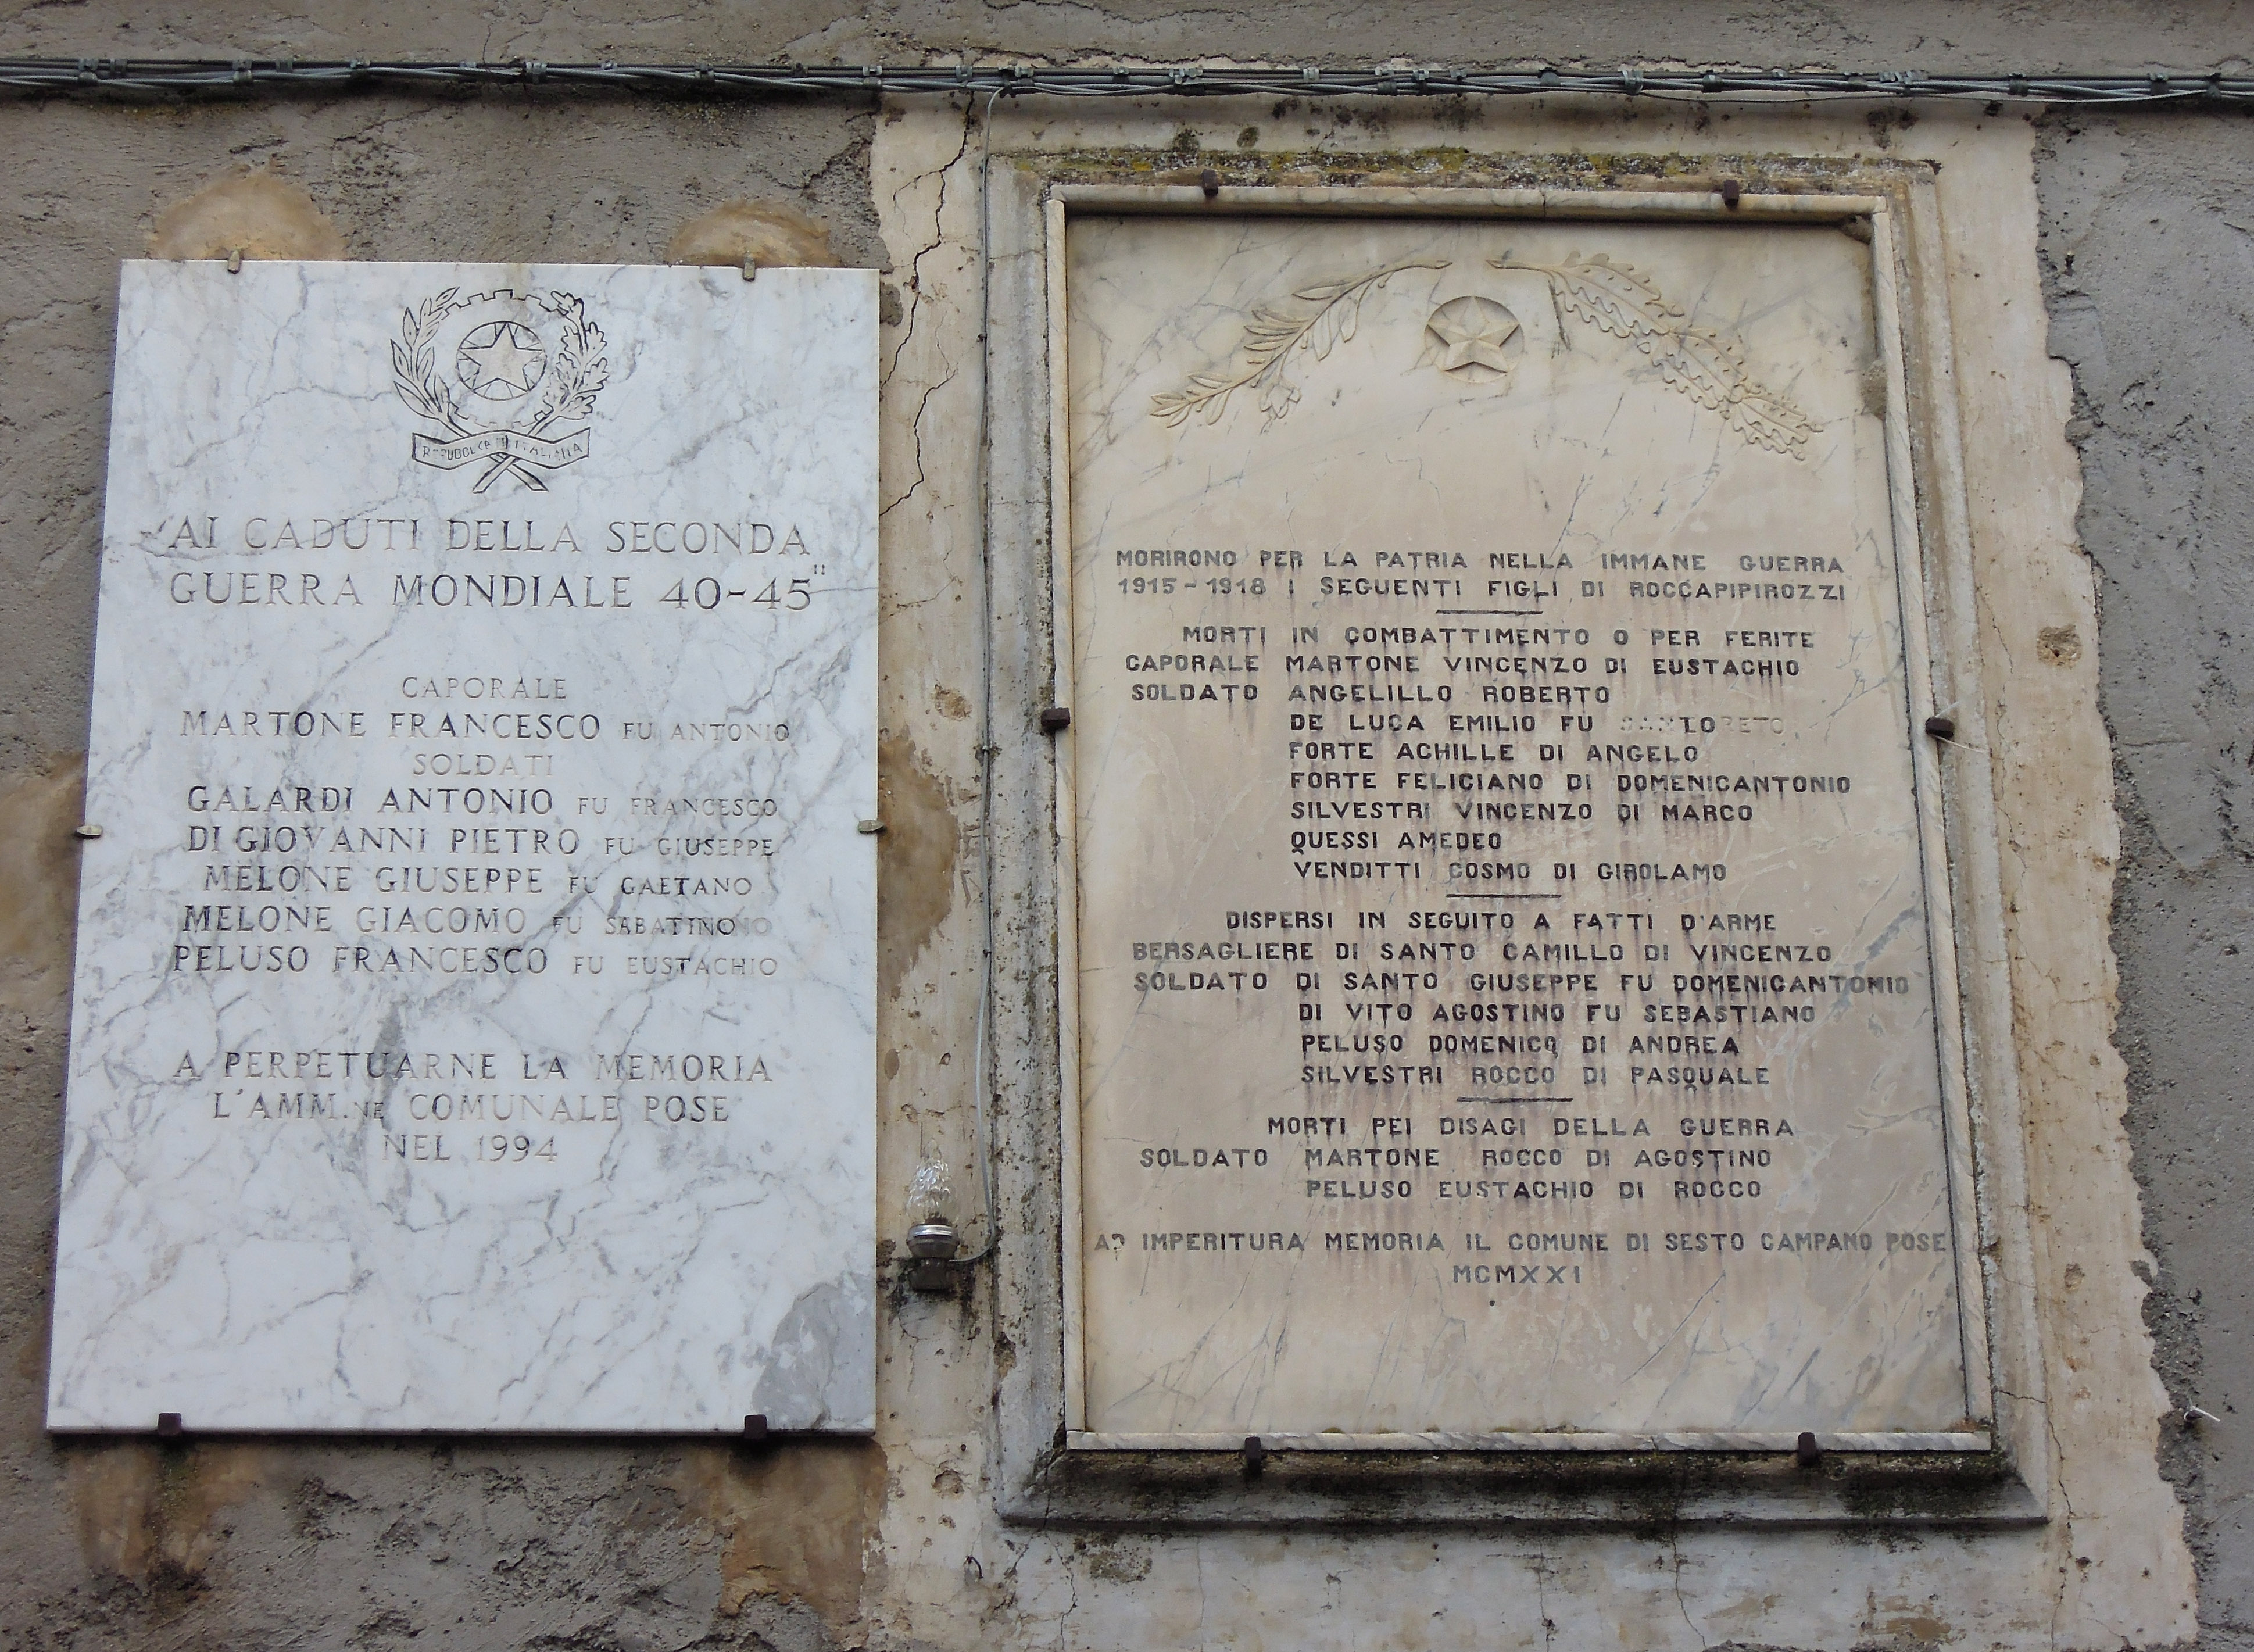 REPUBBLICA ITALIANA
AI CADUTI DELLA SECONDA
GUERRA MONDIALE 40-45"
CAPORALE
MARTONE FRANCESCO FU ANTONIO
SOLDATI
GALARDI ANTONIO FU FRANCESCO
DI GIOVANNI PIETRO FU GIUSEPPE
MELONE GIUSEPPE FU GAETANO
MELONE GIACOMO FU SABATINO
PELUSO FRANCESCO FU EUSTACHIO
A PERPETUARNE LA MEMORIA
L'AMM.NE COMUNALE POSE
NEL 1994
MORIRONO PER LA PATRIA NELLA IMMANE GUERRA
1915-1918 I SEGUENTI FIGLI DI ROCCAPIPIROZZI
MORTI IN COMBATTIMENTO O PER FERITE
CAPORALE MARTONE VINCENZO DI EUSTACHIO
SOLDATO ANGELILLO ROBERTO
DE LUCA EMILIO FU
FORTE ACHILLE DI ANGELO
FORTE FELICIANO DI DOMENICANTONIO
SILVESTRI VINCENZO DI MARCO
QUESSI AMEDEO
VENDITTI COSMO DI GIROLAMO
DISPERSI IN SEGUITO A FATTI D'ARME
BERSAGLIERE DI SANTO CAMILLO DI VINCENZO
SOLDATO DI SANTO GIUSEPPE FU DOMENICANTONIO
DI VITO AGOSTINO FU SEBASTIANO
PELUSO DOMENICO DI ANDREA
SILVESTRI ROCCO DI PASQUALE
MORTI PEI DISAGI DELLA GUERRA
SOLDATO MARTONE ROCCO DI AGOSTINO
PELUSO EUSTACHIO DI ROCCO
AD IMPERITURA MEMORIA IL COMUNE DI SESTO CAMPANO POSE
MCMXXI